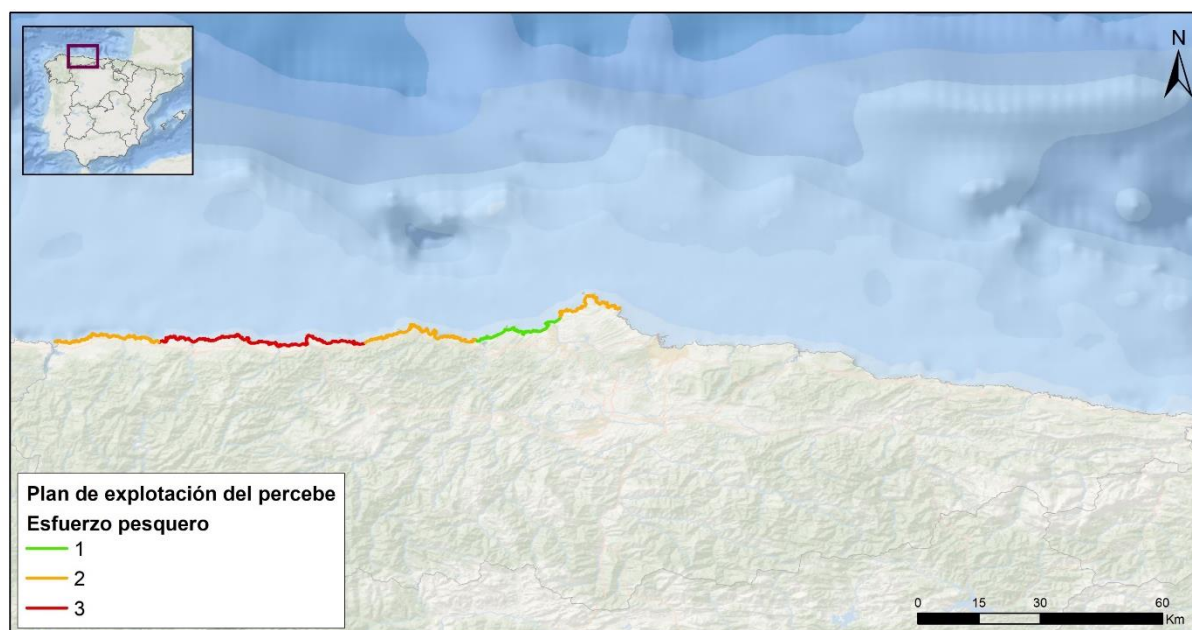 N
Plan de explotación del percebe
Esfuerzo pesquero
1
2
3
0 15 30 60
Km